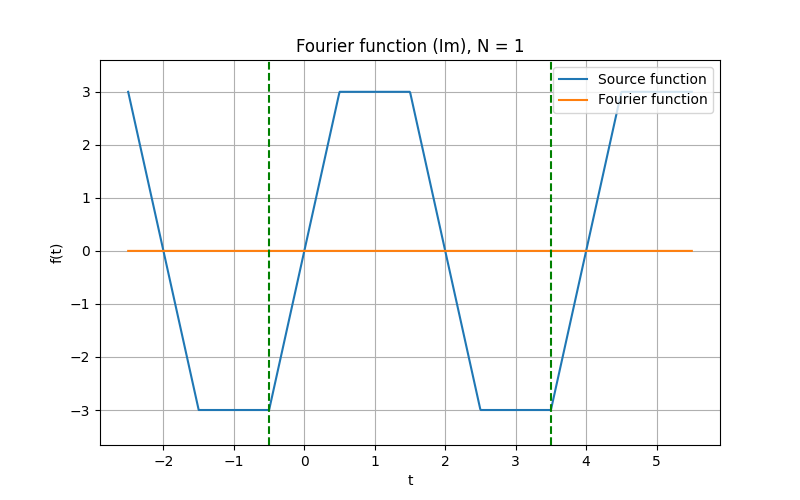 Fourier function (Im), N = 1
Source function
Fourier function
3
2
1
0
−1
−2
−3
f(t)
−2 −1 0 1 2 3 4 5
t